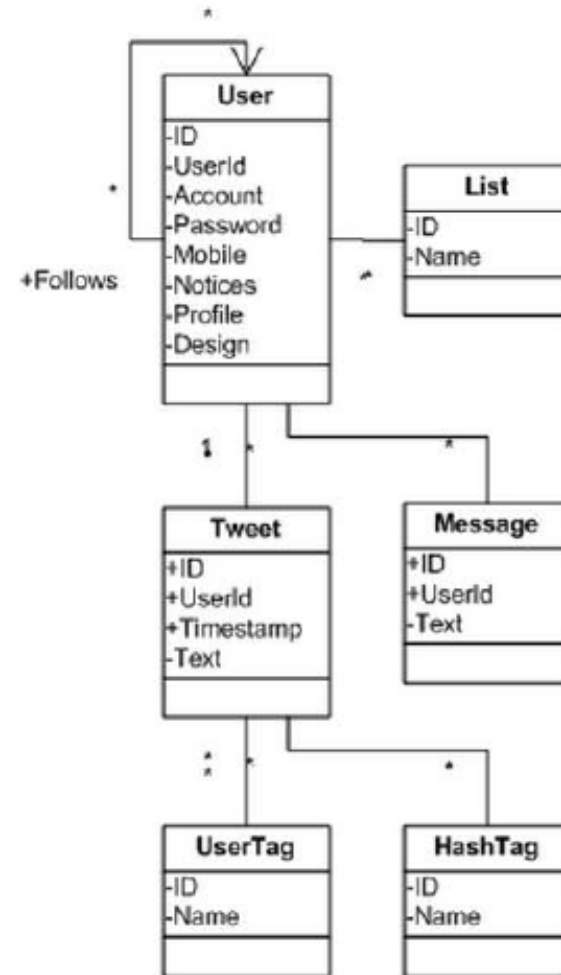 *
User
-ID
-UserId
-Account
-Password
-Mobile
-Notices
-Profile
-Design
*
+Follows
List
-ID
-Name
*
*
*
Tweet
+ID
+UserId
+Timestamp
-Text
Message
+ID
+UserId
-Text
*
*
*
*
UserTag
-ID
-Name
HashTag
-ID
-Name